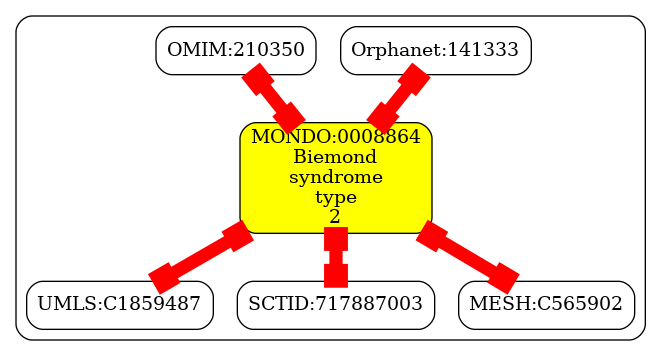 OMIM:210350
Orphanet:141333
MONDO:0008864
Biemond
syndrome
type
2
UMLS:C1859487
SCTID:717887003
MESH:C565902